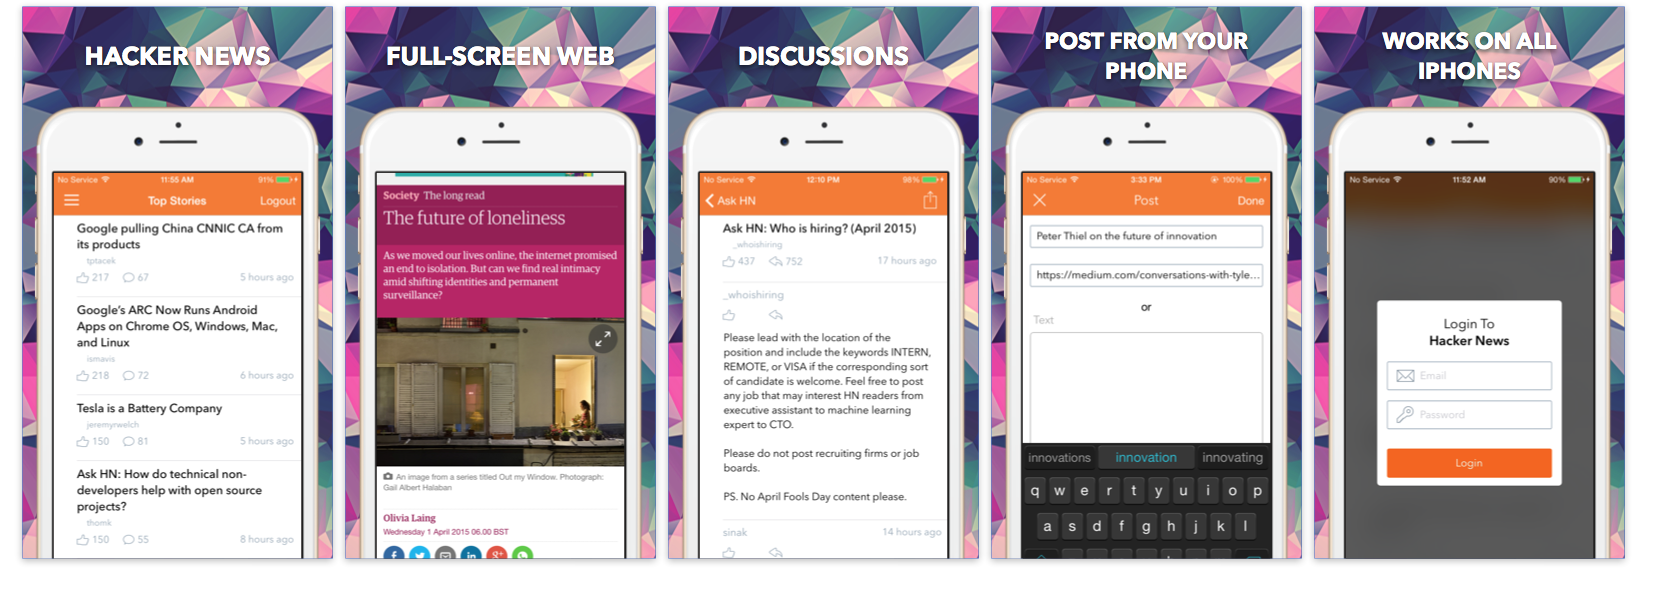 HACKER NEWS
No Service 11:55 AM 91%
Top Stories Logout
Google pulling China CNNIC CA from
its products
tptacek
217 67 5 hours ago
Google's ARC Now Runs Android
Apps on Chrome OS, Windows, Mac,
and Linux
ismavis
218 72 6 hours ago
Tesla is a Battery Company
jeremyrwelch
150 81 5 hours ago
Ask HN: How do technical non-
developers help with open source
projects?
thomk
150 55 8 hours ago
FULL-SCREEN WEB
Society The long read
The future of loneliness
As we moved our lives online, the internet promised
an end to isolation. But can we find real intimacy
amid shifting identities and permanent
surveillance?
An image from a series titled Out my Window. Photograph:
Gail Albert Halaban
Olivia Laing
Wednesday 1 April 2015 06.00 BST
DISCUSSIONS
No Service 12:10 PM 98%
Ask HN
Ask HN: Who is hiring? (April 2015)
_whoishiring
437 752 17 hours ago
_whoishiring
Please lead with the location of the
position and include the keywords INTERN,
REMOTE, or VISA if the corresponding sort
of candidate is welcome. Feel free to post
any job that may interest HN readers from
executive assistant to machine learning
expert to CTO.
Please do not post recruiting firms or job
boards.
PS. No April Fools Day content please.
sinak 14 hours ago
POST FROM YOUR
PHONE
No Service 3:33 PM 100%
Post Done
Peter Thiel on the future of innovation
https://medium.com/conversations-with-tyle...
or
Text
innovations innovation innovating
q w e r t y u i o p
a s d f g h j k l
WORKS ON ALL
IPHONES
No Service 11:52 AM 90%
Login To
Hacker News
Email
Password
Login